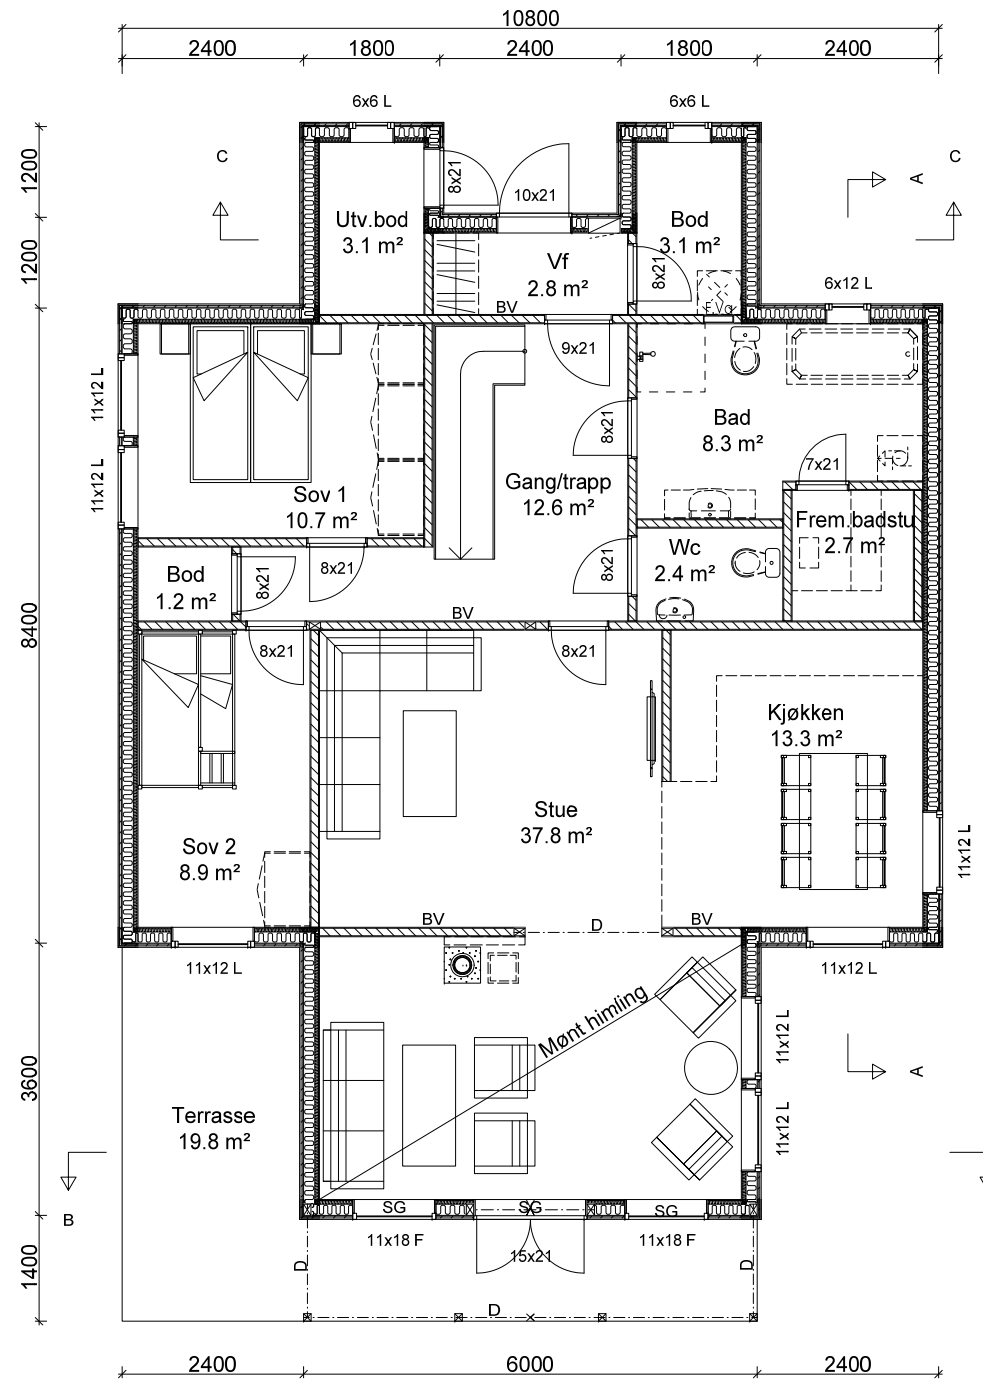 10800
2400 1800 2400 1800 2400
6x6 L 6x6 L
1200
C
8x21
10x21
A
C
Utv.bod
3.1 m²
Bod
3.1 m²
1200
Vf
2.8 m²
8x21
6x12 L
BV
9x21
11x12 L
8x21
Bad
8.3 m²
11x12 L
7x21
Gang/trapp
12.6 m²
Sov 1
10.7 m²
Frem.badstu
2.7 m²
Wc
2.4 m²
Bod
1.2 m²
8x21
8x21
8x21
8400
BV
8x21
8x21
Kjøkken
13.3 m²
Stue
37.8 m²
Sov 2
8.9 m²
11x12 L
BV
D
BV
11x12 L
11x12 L
Mønt himling
11x12 L
A
3600
Terrasse
19.8 m²
11x12 L
B
SG SG SG
11x18 F 15x21 11x18 F
1400
D
D
D
2400 6000 2400